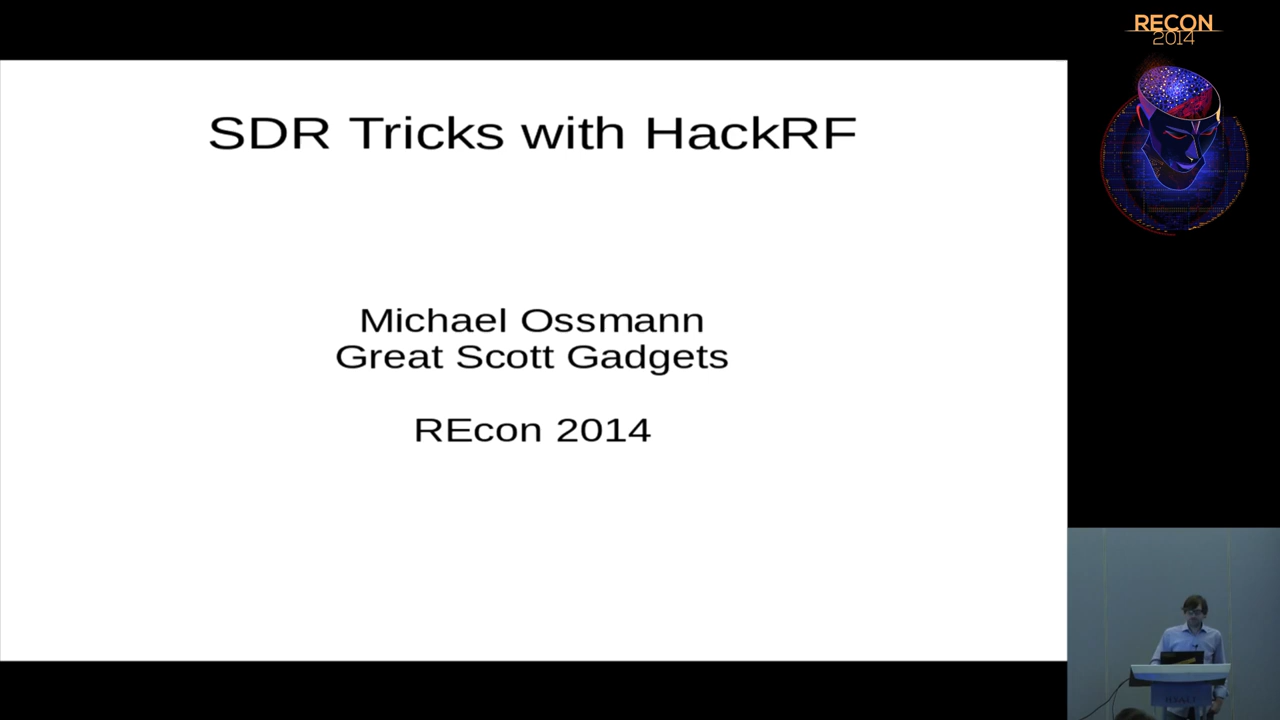 SDR Tricks with HackRF
Michael Ossmann
Great Scott Gadgets
REcon 2014
RECON
2014